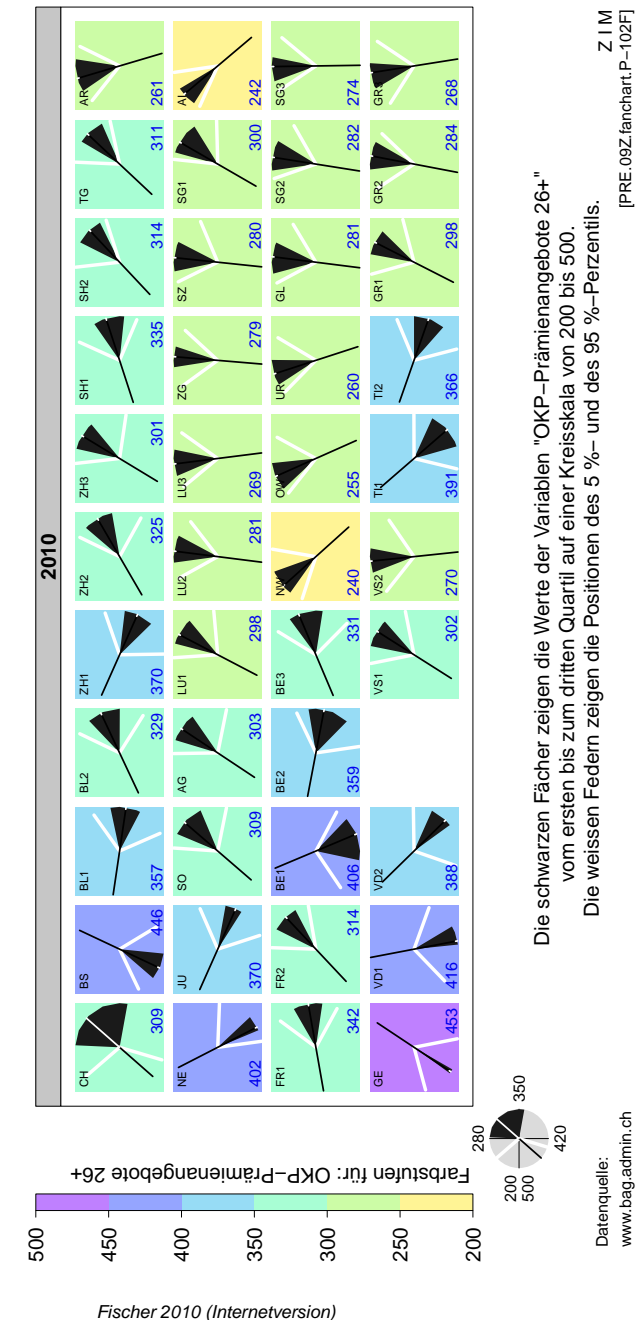 2010
CH BS BL1 BL2 ZH1 ZH2 ZH3 SH1 SH2 TG AR
309 446 357 329 370 325 301 335 314 311 261
NE JU SO AG LU1 LU2 LU3 ZG SZ SG1 AI
402 370 309 303 298 281 269 279 280 300 242
FR1 FR2 BE1 BE2 BE3 NW OW UR GL SG2 SG3
342 314 406 359 331 240 255 260 281 282 274
GE VD1 VD2 VS1 VS2 TI1 TI2 GR1 GR2 GR3
453 416 388 302 270 391 366 298 284 268
Farbstufen für: OKP−Prämienangebote 26+
500
450
400
350
300
250
200
280
350
420
200
500
Die schwarzen Fächer zeigen die Werte der Variablen "OKP−Prämienangebote 26+"
vom ersten bis zum dritten Quartil auf einer Kreisskala von 200 bis 500.
Die weissen Federn zeigen die Positionen des 5 %− und des 95 %−Perzentils.
Datenquelle:
www.bag.admin.ch
Z I M
[PRE.09Z.fanchart.P−102F]
Fischer 2010 (Internetversion)